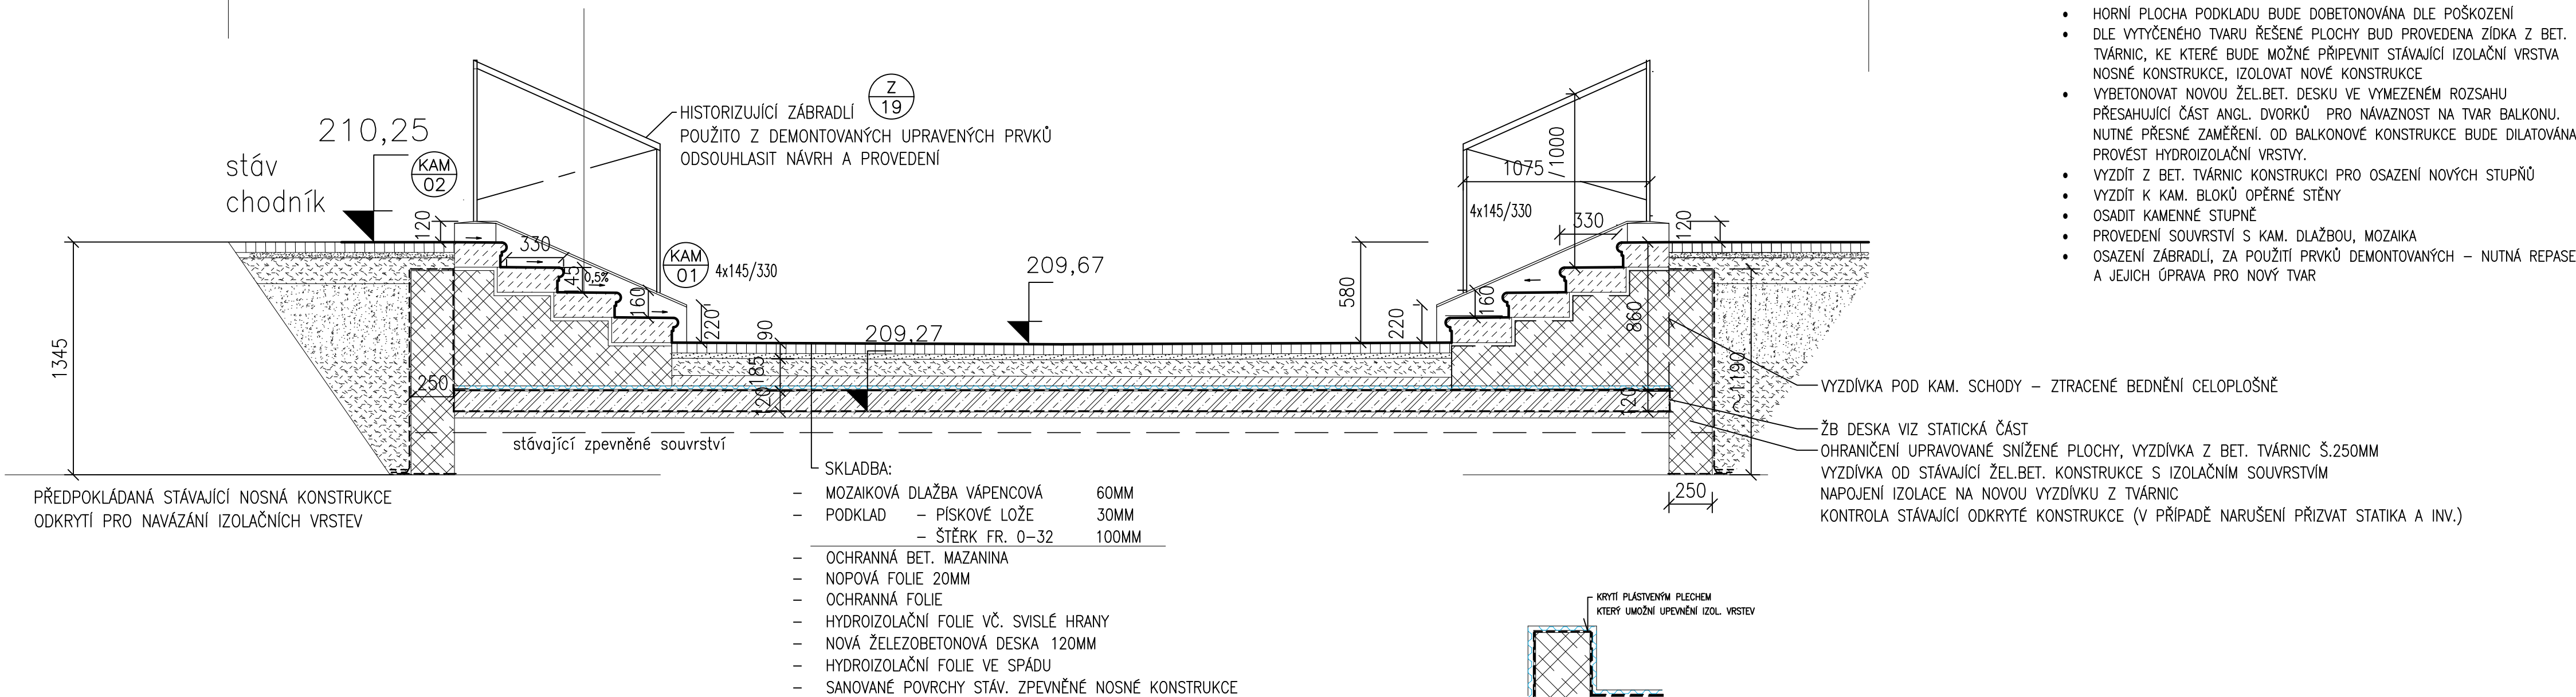 210,25
stáv
chodník
KAM
02
120
330
145
0,5%
160
220
KAM
01
4x145/330
HISTORIZUJÍCÍ ZÁBRADLÍ
POUŽITO Z DEMONTOVANÝCH UPRAVENÝCH PRVKŮ
ODSOUHLASIT NÁVRH A PROVEDENÍ
Z
19
209,67
209,27
90
185
120
250
1345
stávající zpevněné souvrství
PŘEDPOKLÁDANÁ STÁVAJÍCÍ NOSNÁ KONSTRUKCE
ODKRYTÍ PRO NAVÁZÁNÍ IZOLAČNÍCH VRSTEV
SKLADBA:
– MOZAIKOVÁ DLAŽBA VÁPENCOVÁ 60MM
– PODKLAD – PÍSKOVÉ LOŽE 30MM
– ŠTĚRK FR. 0–32 100MM
– OCHRANNÁ BET. MAZANINA
– NOPOVÁ FOLIE 20MM
– OCHRANNÁ FOLIE
– HYDROIZOLAČNÍ FOLIE VČ. SVISLÉ HRANY
– NOVÁ ŽELEZOBETONOVÁ DESKA 120MM
– HYDROIZOLAČNÍ FOLIE VE SPÁDU
– SANOVANÉ POVRCHY STÁV. ZPEVNĚNÉ NOSNÉ KONSTRUKCE
1075
/1000
4x145/330
330
120
580
220
160
860
120
~1190
250
• HORNÍ PLOCHA PODKLADU BUDE DOBETONOVÁNA DLE POŠKOZENÍ
• DLE VYTYČENÉHO TVARU ŘEŠENÉ PLOCHY BUD PROVEDENA ZÍDKA Z BET.
TVÁRNIC, KE KTERÉ BUDE MOŽNÉ PŘIPEVNIT STÁVAJÍCÍ IZOLAČNÍ VRSTVA
NOSNÉ KONSTRUKCE, IZOLOVAT NOVÉ KONSTRUKCE
• VYBETONOVAT NOVOU ŽEL.BET. DESKU VE VYMEZENÉM ROZSAHU
PŘESAHUJÍCÍ ČÁST ANGL. DVORKŮ PRO NÁVAZNOST NA TVAR BALKONU.
NUTNÉ PŘESNÉ ZAMĚŘENÍ. OD BALKONOVÉ KONSTRUKCE BUDE DILATOVÁNA
PROVÉST HYDROIZOLAČNÍ VRSTVY.
• VYZDÍT Z BET. TVÁRNIC KONSTRUKCI PRO OSAZENÍ NOVÝCH STUPŇŮ
• VYZDÍT K KAM. BLOKŮ OPĚRNÉ STĚNY
• OSADIT KAMENNÉ STUPNĚ
• PROVEDENÍ SOUVRSTVÍ S KAM. DLAŽBOU, MOZAIKA
• OSAZENÍ ZÁBRADLÍ, ZA POUŽITÍ PRVKŮ DEMONTOVANÝCH – NUTNÁ REPASE
A JEJICH ÚPRAVA PRO NOVÝ TVAR
VYZDÍVKA POD KAM. SCHODY – ZTRACENÉ BEDNĚNÍ CELOPLOŠNĚ
ŽB DESKA VIZ STATICKÁ ČÁST
OHRANIČENÍ UPRAVOVANÉ SNÍŽENÉ PLOCHY, VYZDÍVKA Z BET. TVÁRNIC Š.250MM
VYZDÍVKA OD STÁVAJÍCÍ ŽEL.BET. KONSTRUKCE S IZOLAČNÍM SOUVRSTVÍM
NAPOJENÍ IZOLACE NA NOVOU VYZDÍVKU Z TVÁRNIC
KONTROLA STÁVAJÍCÍ ODKRYTÉ KONSTRUKCE (V PŘÍPADĚ NARUŠENÍ PŘIZVAT STATIKA A INV.)
KRYTÍ PLÁSTVENÝM PLECHEM
KTERÝ UMOŽNÍ UPEVNĚNÍ IZOL. VRSTEV